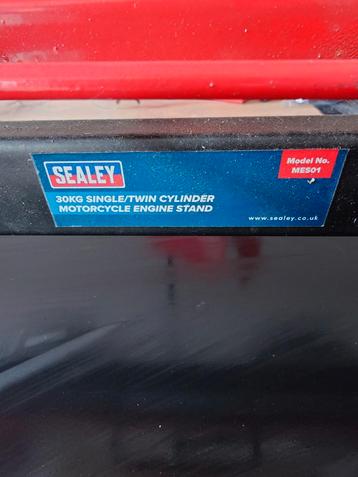 SEALEY
Model No.
MES01
30KG SINGLE/TWIN CYLINDER
MOTORCYCLE ENGINE STAND
www.sealey.co.uk